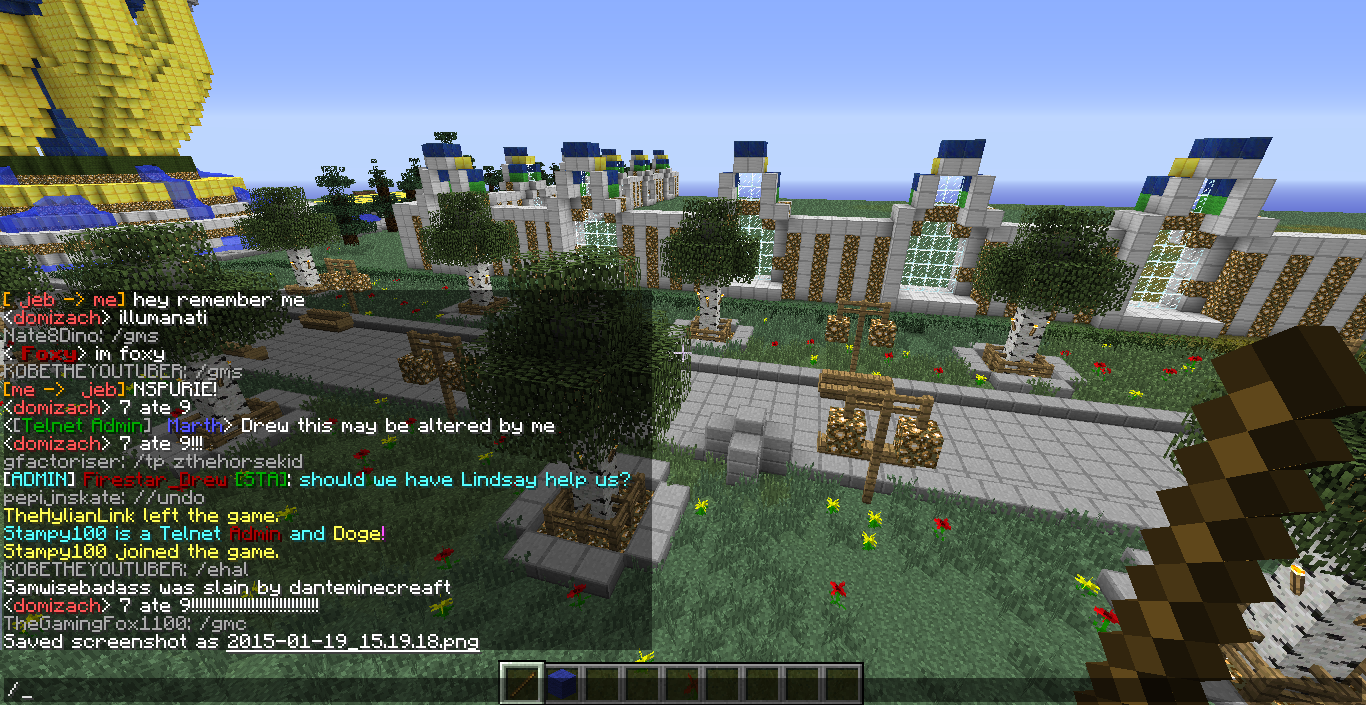 [ jeb -> me] hey remember me
<domizach> illumanati
Nate8Dino: /gms
< Foxy> im foxy
KOBETHEYOUTUBER: /gms
[me -> jeb] N5PURIE!
<domizach> 7 ate 9
<[Telnet Admin] Marth> Drew this may be altered by me
<domizach> 7 ate 9!!!
gfactoriser: /tp zthehorsekid
[ADMIN] Firestar_Drew [STA]: should we have Lindsay help us?
pepijnskate: //undo
TheHylianLink left the game.
Stampy100 is a Telnet Admin and Doge!
Stampy100 joined the game.
KOBETHEYOUTUBER: /ehal
Samwisebadass was slain by danteminecreaft
<domizach> 7 ate 9!!!!!!!!!!!!!!!!!!!!!!!!!!!!!!!!
TheGamingFox1100: /gmc
Saved screenshot as 2015-01-19_15.19.18.png
/_